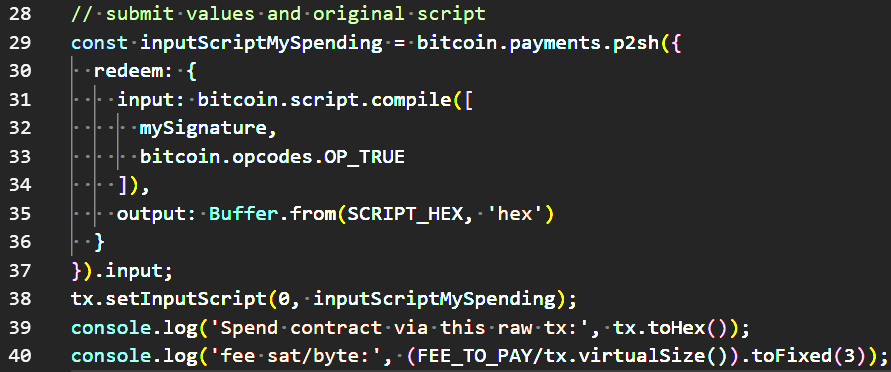 28 // submit values and original script
29 const inputScriptMySpending = bitcoin.payments.p2sh({
30   redeem: {
31     input: bitcoin.script.compile([
32       mySignature,
33       bitcoin.opcodes.OP_TRUE
34     ]),
35     output: Buffer.from(SCRIPT_HEX, 'hex')
36   }
37 }).input;
38 tx.setInputScript(0, inputScriptMySpending);
39 console.log('Spend contract via this raw tx:', tx.toHex());
40 console.log('fee sat/byte:', (FEE_TO_PAY/tx.virtualSize()).toFixed(3));